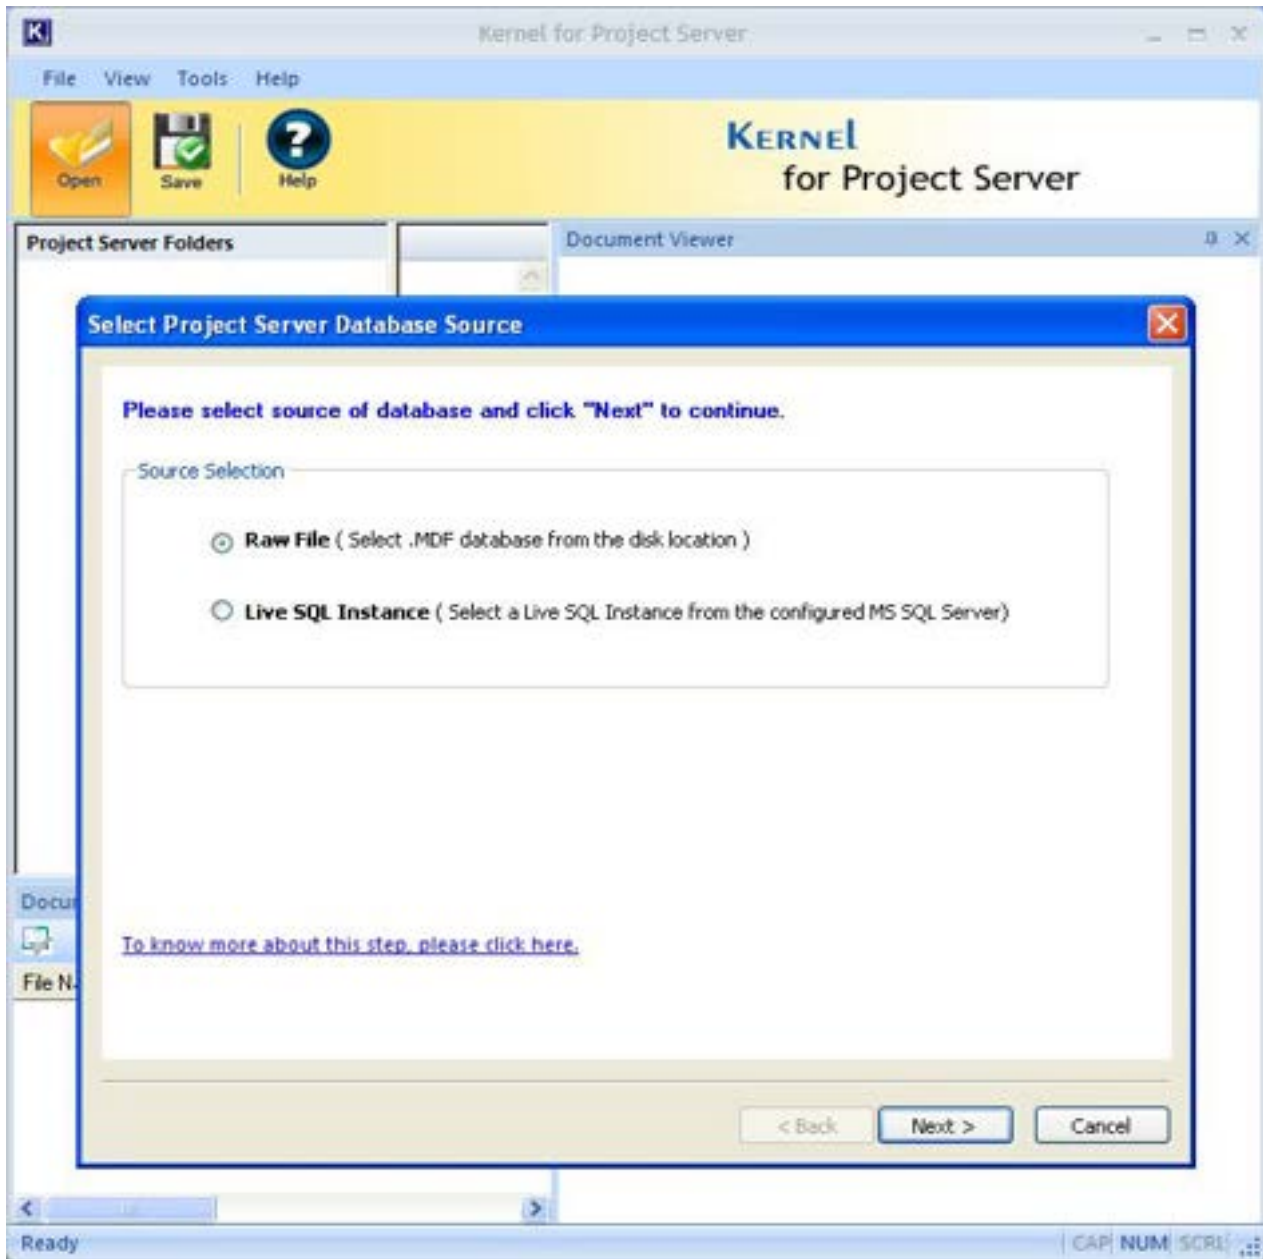 K
Kernel for Project Server
File View Tools Help
Open Save Help
KERNEl
for Project Server
Project Server Folders
Document Viewer
Select Project Server Database Source
Please select source of database and click "Next" to continue.
Source Selection
Raw File ( Select .MDF database from the disk location )
Live SQL Instance ( Select a Live SQL Instance from the configured MS SQL Server)
Docu
To know more about this step, please click here.
File N
< Back Next > Cancel
Ready CAP NUM SCRL